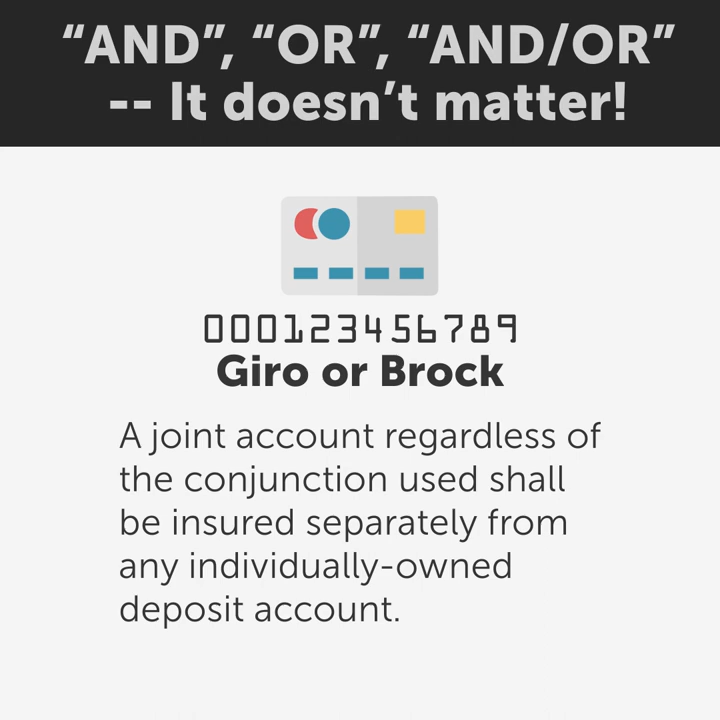 “AND”, “OR”, “AND/OR”
-- It doesn’t matter!
000123456789
Giro or Brock
A joint account regardless of
the conjunction used shall
be insured separately from
any individually-owned
deposit account.